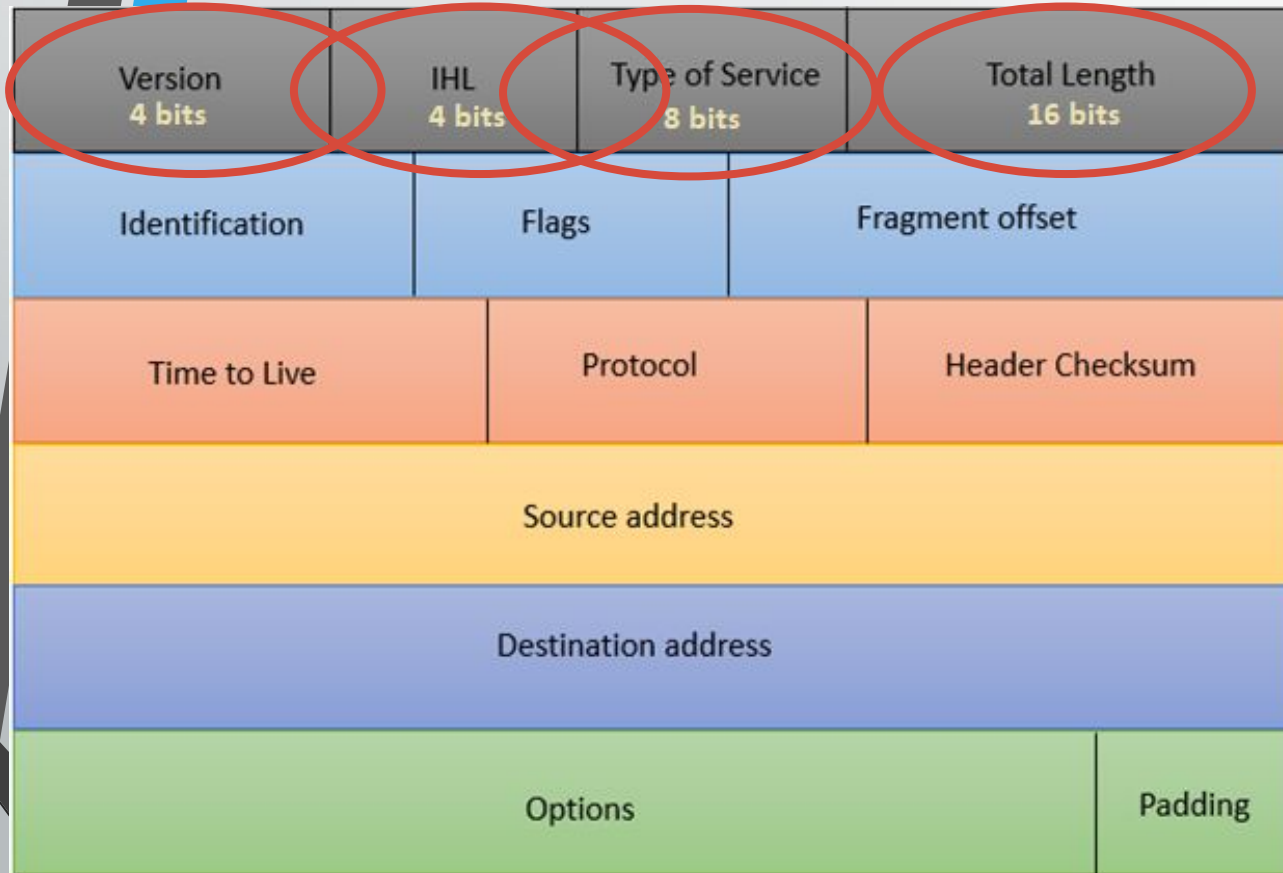 Version
4 bits
IHL
4 bits
Type of Service
8 bits
Total Length
16 bits
Identification
Flags
Fragment offset
Time to Live
Protocol
Header Checksum
Source address
Destination address
Options
Padding